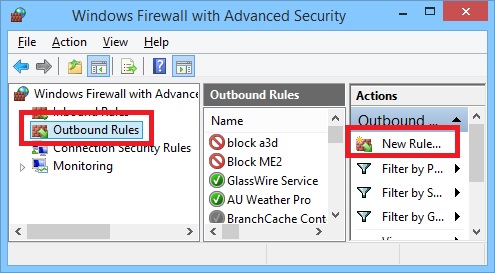 Windows Firewall with Advanced Security
File Action View Help
Windows Firewall with Advance
Inbound Rules
Outbound Rules
Connection Security Rules
Monitoring
Outbound Rules
Name
block a3d
Block ME2
GlassWire Service
AU Weather Pro
BranchCache Cont
Actions
Outbound ...
New Rule...
Filter by P...
Filter by S...
Filter by G...
View